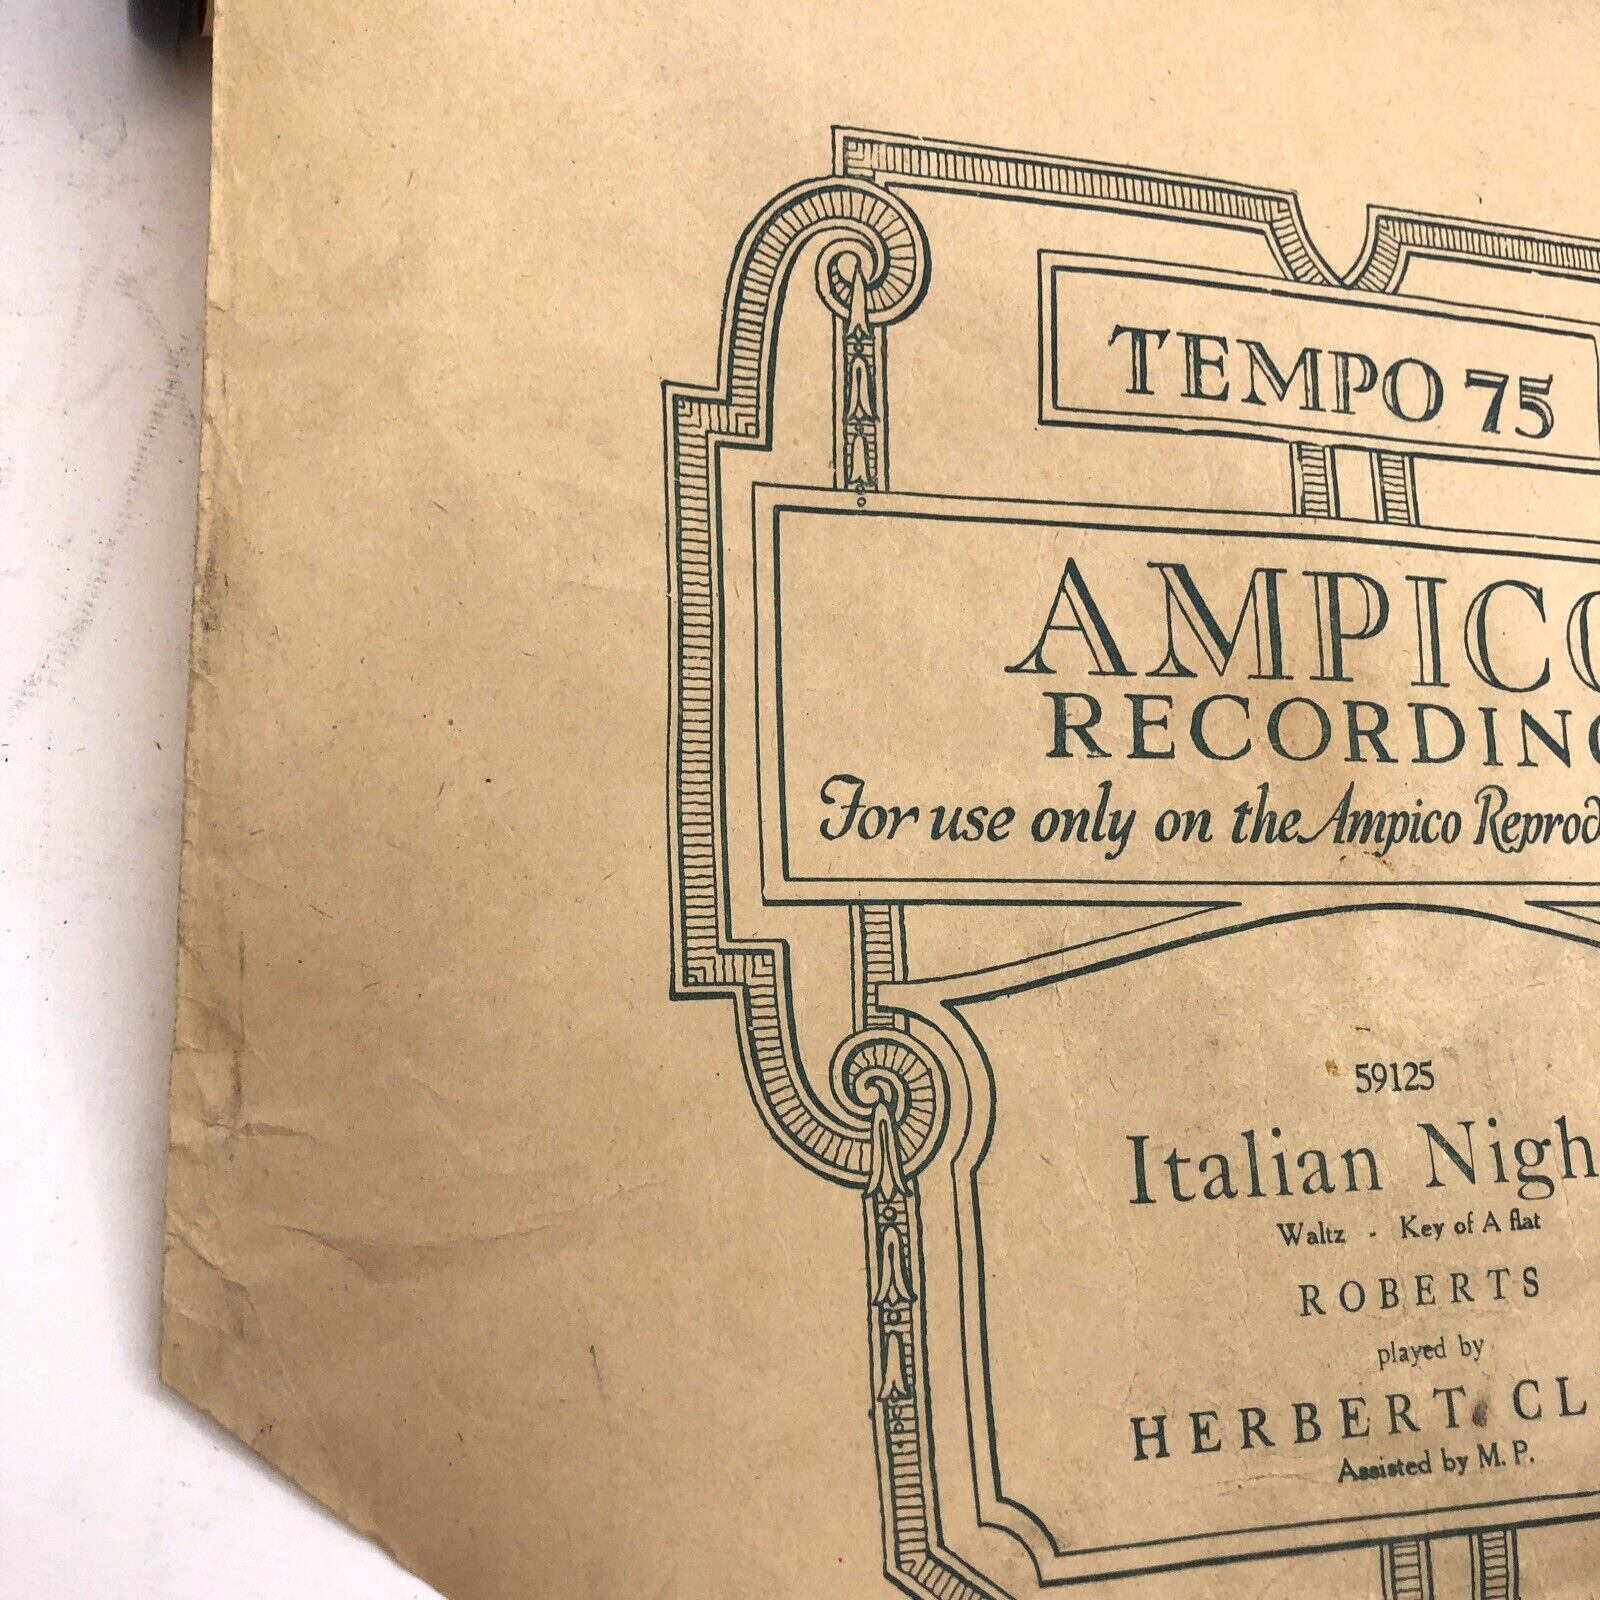 TEMPO 75
AMPICO
RECORDING
For use only on the Ampico Reprod
59125
Italian Nigh
Waltz - Key of A flat
ROBERTS
played by
HERBERT CL
Assisted by M. P.